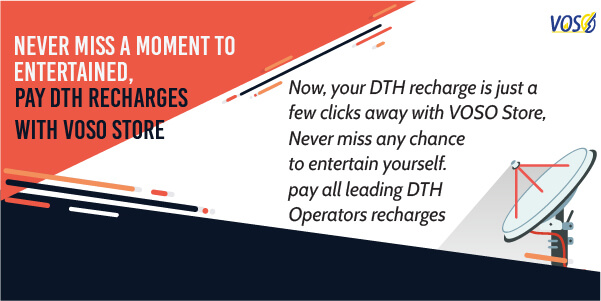 VOSO
NEVER MISS A MOMENT TO
ENTERTAINED,
PAY DTH RECHARGES
WITH VOSO STORE
Now, your DTH recharge is just a
few clicks away with VOSO Store,
Never miss any chance
to entertain yourself.
pay all leading DTH
Operators recharges